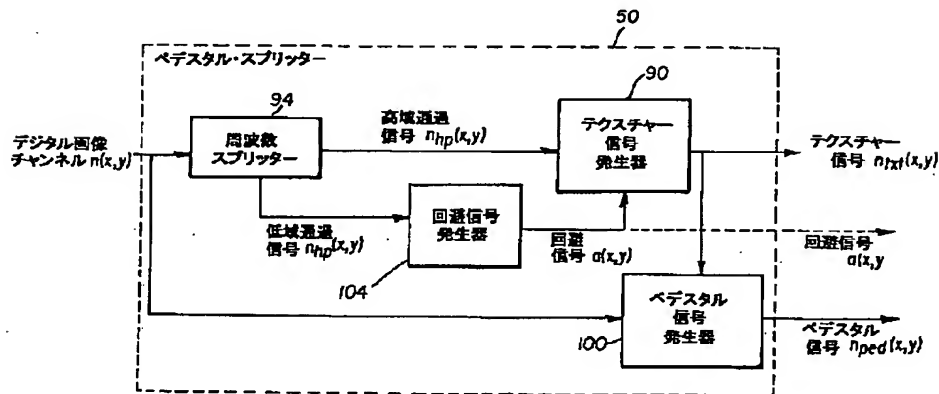 50
ペデスタル・スプリッター
94
90
デジタル画像
チャンネル n(x,y)
周波数
スプリッター
高域通過
信号 nhp(x,y)
テクスチャー
信号
発生器
テクスチャー
信号 ntxt(x,y)
低域通過
信号 nhp(x,y)
回避信号
発生器
104
回避
信号 a(x,y)
回避信号
a(x,y
ペデスタル
信号
発生器
100
ペデスタル
信号 nped(x,y)